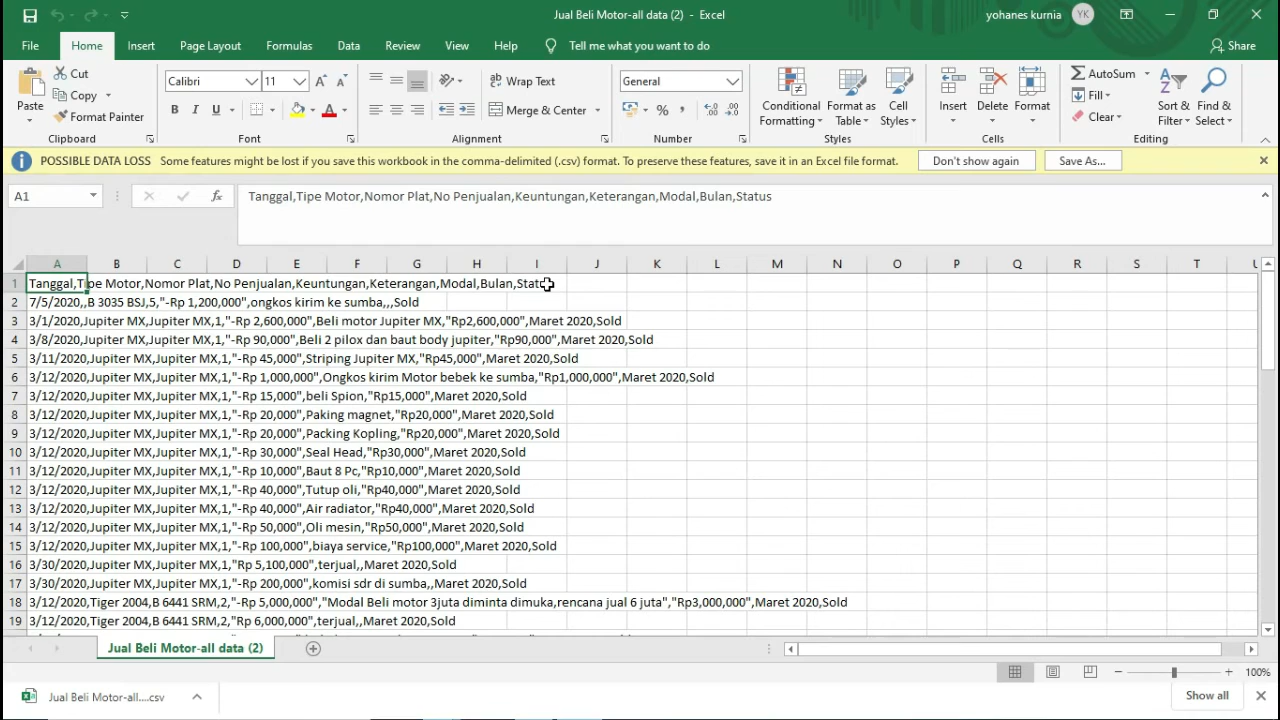 Jual Beli Motor-all data (2) - Excel
yohanes kurnia
YK
File Home Insert Page Layout Formulas Data Review View Help Tell me what you want to do
Share
Paste
Cut
Copy
Format Painter
Clipboard
Calibri 11
B I U A A A
Font
Wrap Text
Merge & Center
Alignment
General
% ,
Number
Conditional Formatting
Format as Table
Cell Styles
Styles
Insert Delete Format
Cells
AutoSum
Fill
Clear
Sort & Filter
Find & Select
Editing
POSSIBLE DATA LOSS Some features might be lost if you save this workbook in the comma-delimited (.csv) format. To preserve these features, save it in an Excel file format. Don't show again Save As...
A1 fx Tanggal,Tipe Motor,Nomor Plat,No Penjualan,Keuntungan,Keterangan,Modal,Bulan,Status
A B C D E F G H I J K L M N O P Q R S T U
1 Tanggal,Tipe Motor,Nomor Plat,No Penjualan,Keuntungan,Keterangan,Modal,Bulan,Status
2 7/5/2020,,B 3035 BSJ,5,"-Rp 1,200,000",ongkos kirim ke sumba,,,Sold
3 3/1/2020,Jupiter MX,Jupiter MX,1,"-Rp 2,600,000",Beli motor Jupiter MX,"Rp2,600,000",Maret 2020,Sold
4 3/8/2020,Jupiter MX,Jupiter MX,1,"-Rp 90,000",Beli 2 pilox dan baut body jupiter,"Rp90,000",Maret 2020,Sold
5 3/11/2020,Jupiter MX,Jupiter MX,1,"-Rp 45,000",Striping Jupiter MX,"Rp45,000",Maret 2020,Sold
6 3/12/2020,Jupiter MX,Jupiter MX,1,"-Rp 1,000,000",Ongkos kirim Motor bebek ke sumba,"Rp1,000,000",Maret 2020,Sold
7 3/12/2020,Jupiter MX,Jupiter MX,1,"-Rp 15,000",beli Spion,"Rp15,000",Maret 2020,Sold
8 3/12/2020,Jupiter MX,Jupiter MX,1,"-Rp 20,000",Paking magnet,"Rp20,000",Maret 2020,Sold
9 3/12/2020,Jupiter MX,Jupiter MX,1,"-Rp 20,000",Packing Kopling,"Rp20,000",Maret 2020,Sold
10 3/12/2020,Jupiter MX,Jupiter MX,1,"-Rp 30,000",Seal Head,"Rp30,000",Maret 2020,Sold
11 3/12/2020,Jupiter MX,Jupiter MX,1,"-Rp 10,000",Baut 8 Pc,"Rp10,000",Maret 2020,Sold
12 3/12/2020,Jupiter MX,Jupiter MX,1,"-Rp 40,000",Tutup oli,"Rp40,000",Maret 2020,Sold
13 3/12/2020,Jupiter MX,Jupiter MX,1,"-Rp 40,000",Air radiator,"Rp40,000",Maret 2020,Sold
14 3/12/2020,Jupiter MX,Jupiter MX,1,"-Rp 50,000",Oli mesin,"Rp50,000",Maret 2020,Sold
15 3/12/2020,Jupiter MX,Jupiter MX,1,"-Rp 100,000",biaya service,"Rp100,000",Maret 2020,Sold
16 3/30/2020,Jupiter MX,Jupiter MX,1,"Rp 5,100,000",terjual,,Maret 2020,Sold
17 3/30/2020,Jupiter MX,Jupiter MX,1,"-Rp 200,000",komisi sdr di sumba,,Maret 2020,Sold
18 3/12/2020,Tiger 2004,B 6441 SRM,2,"-Rp 5,000,000","Modal Beli motor 3juta diminta dimuka,rencana jual 6 juta","Rp3,000,000",Maret 2020,Sold
19 3/12/2020,Tiger 2004,B 6441 SRM,2,"Rp 6,000,000",terjual,,Maret 2020,Sold
Jual Beli Motor-all data (2)
100%
Jual Beli Motor-all....csv
Show all